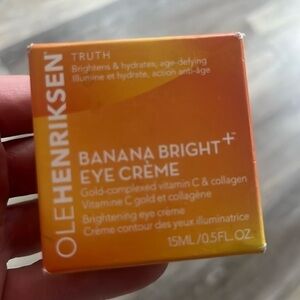 OLEHENRIKSEN
TRUTH
Brightens & hydrates, age-defying
Illumine et hydrate, action anti-âge
BANANA BRIGHT+
EYE CRÈME
Gold-complexed vitamin C & collagen
Vitamine C gold et collagène
Brightening eye crème
Crème contour des yeux illuminatrice
15ML/0.5FL.OZ.